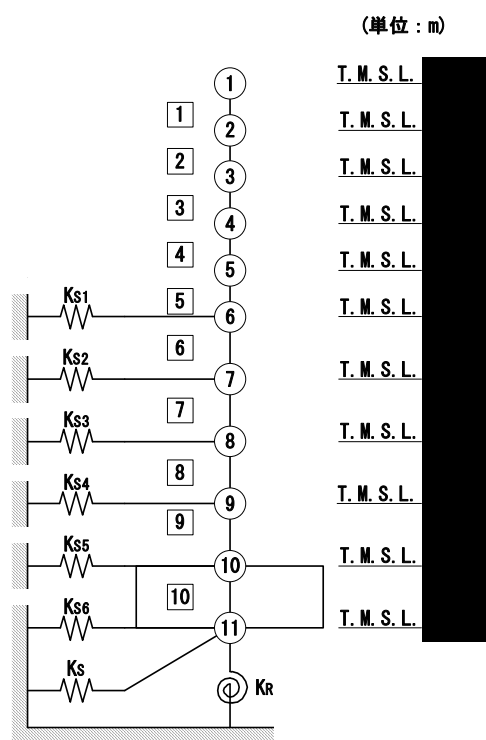 (単位：m)
1 T.M.S.L.
1
2 T.M.S.L.
2
3 T.M.S.L.
3
4 T.M.S.L.
4
5 T.M.S.L.
5
KS1 6 T.M.S.L.
6
KS2 7 T.M.S.L.
7
KS3 8 T.M.S.L.
8
KS4 9 T.M.S.L.
9
KS5 10 T.M.S.L.
10
KS6 11 T.M.S.L.
KS
KR